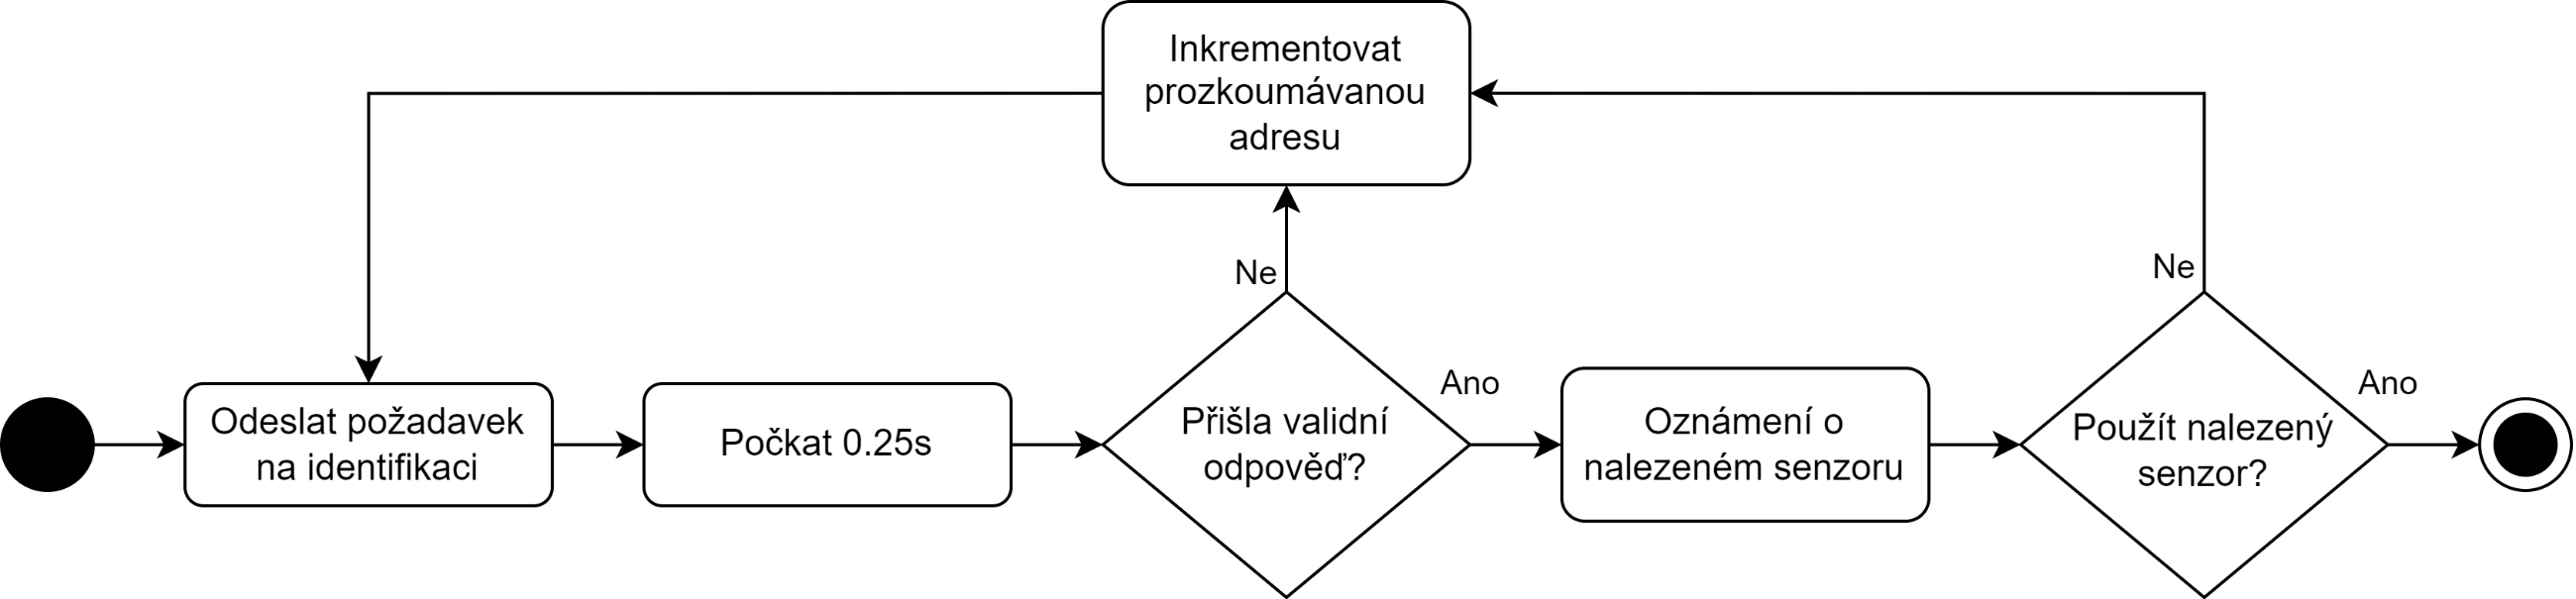 Inkrementovat
prozkoumávanou
adresu
Ne
Ne
Ano
Ano
Odeslat požadavek
na identifikaci
Počkat 0.25s
Přišla validní
odpověď?
Oznámení o
nalezeném senzoru
Použít nalezený
senzor?